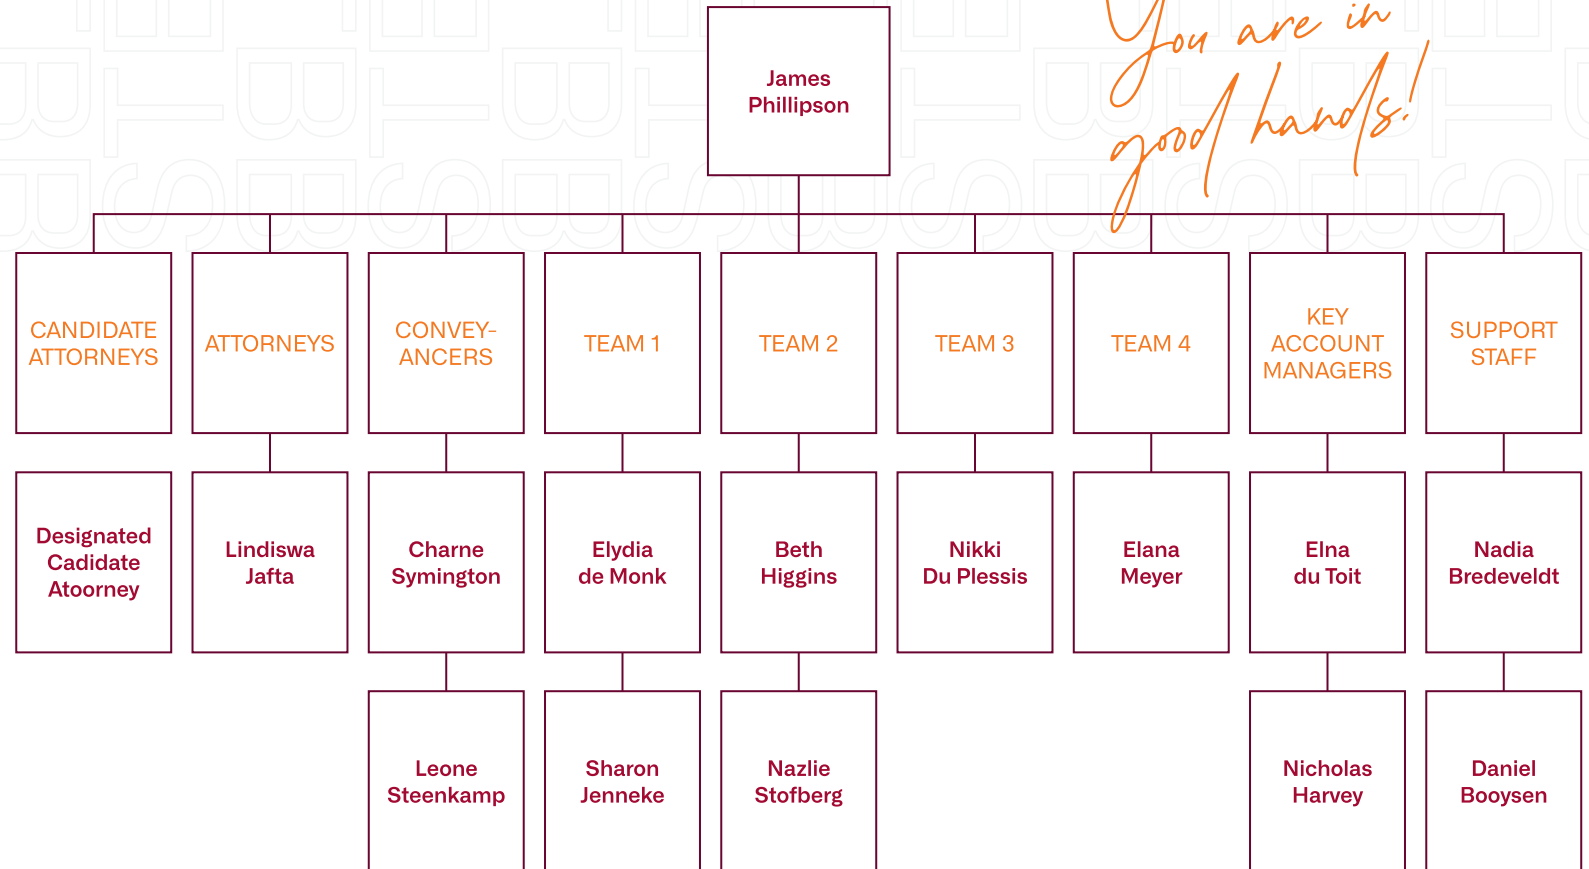 You are in
good hands!
James
Phillipson
CANDIDATE
ATTORNEYS
ATTORNEYS
CONVEY-
ANCERS
TEAM 1
TEAM 2
TEAM 3
TEAM 4
KEY
ACCOUNT
MANAGERS
SUPPORT
STAFF
Designated
Cadidate
Atoorney
Lindiswa
Jafta
Charne
Symington
Elydia
de Monk
Beth
Higgins
Nikki
Du Plessis
Elana
Meyer
Elna
du Toit
Nadia
Bredeveldt
Leone
Steenkamp
Sharon
Jenneke
Nazlie
Stofberg
Nicholas
Harvey
Daniel
Booysen